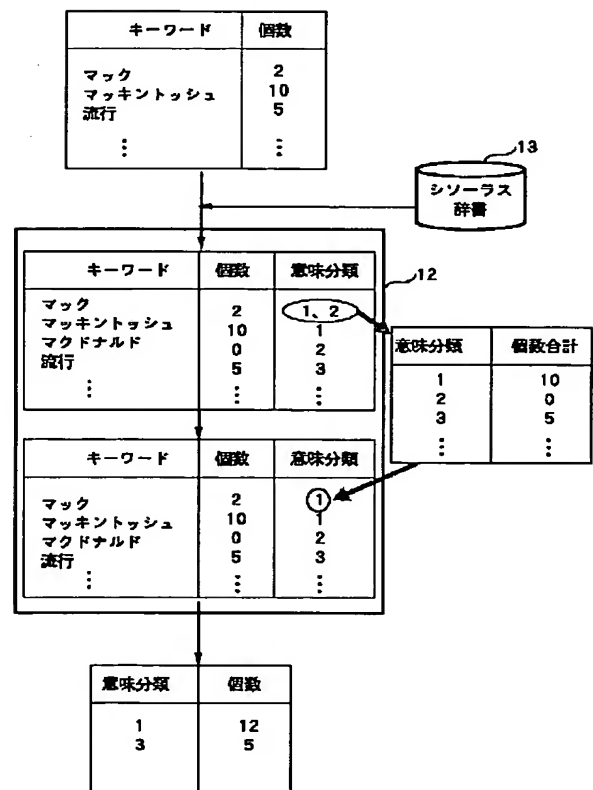 キーワード 個数
マック 2
マッキントッシュ 10
流行 5
⋮ ⋮
13
シソーラス
辞書
12
キーワード 個数 意味分類
マック 2 1、2
マッキントッシュ 10 1
マクドナルド 0 2
流行 5 3
⋮ ⋮ ⋮
意味分類 個数合計
1 10
2 0
3 5
⋮ ⋮
キーワード 個数 意味分類
マック 2 1
マッキントッシュ 10 1
マクドナルド 0 2
流行 5 3
⋮ ⋮ ⋮
意味分類 個数
1 12
3 5